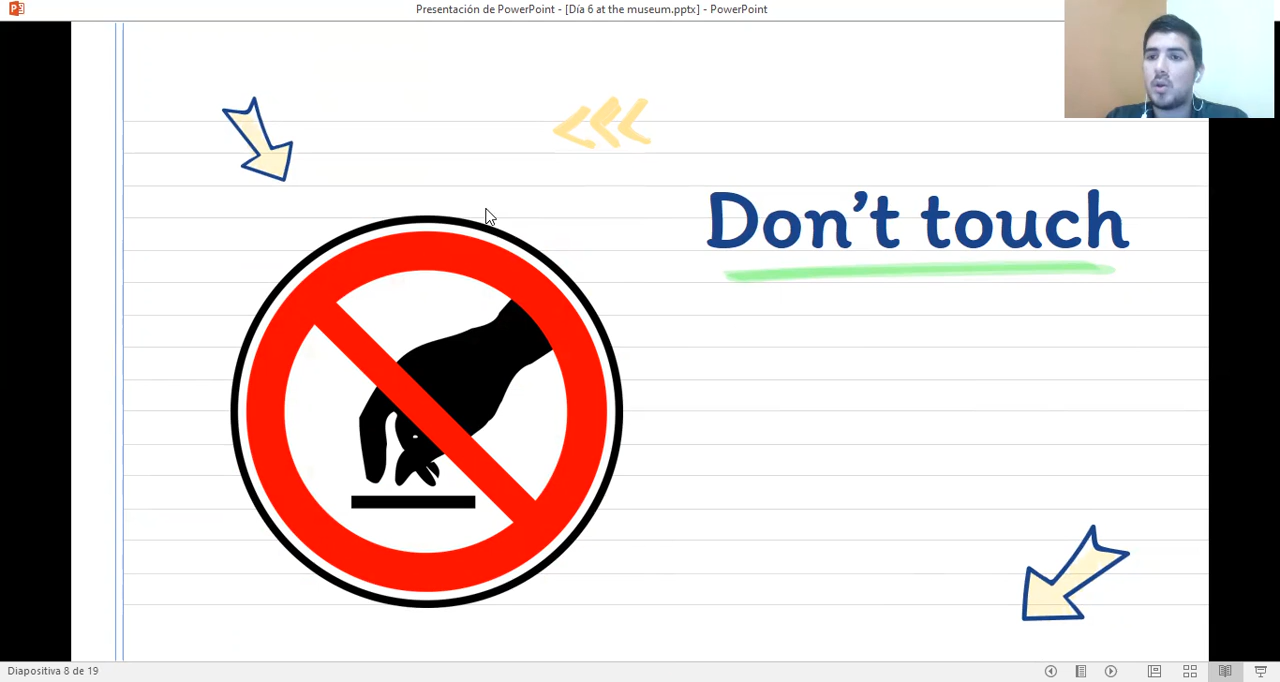 Presentación de PowerPoint - [Día 6 at the museum.pptx] - PowerPoint
Don't touch
Diapositiva 8 de 19